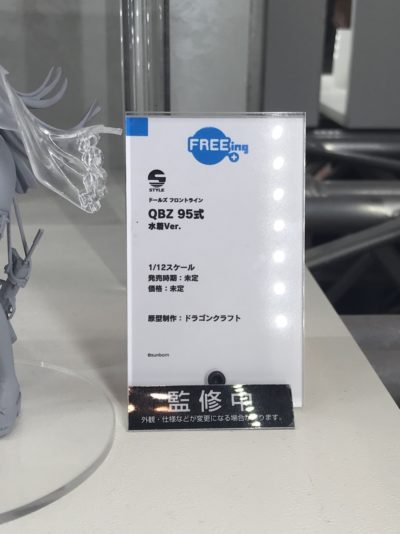 FREEing
S
STYLE
ドールズ フロントライン
QBZ 95式
水着Ver.
1/12スケール
発売時期：未定
価格：未定
原型制作：ドラゴンクラフト
©sunborn
監修中
外観・仕様などが変更になる場合があります。